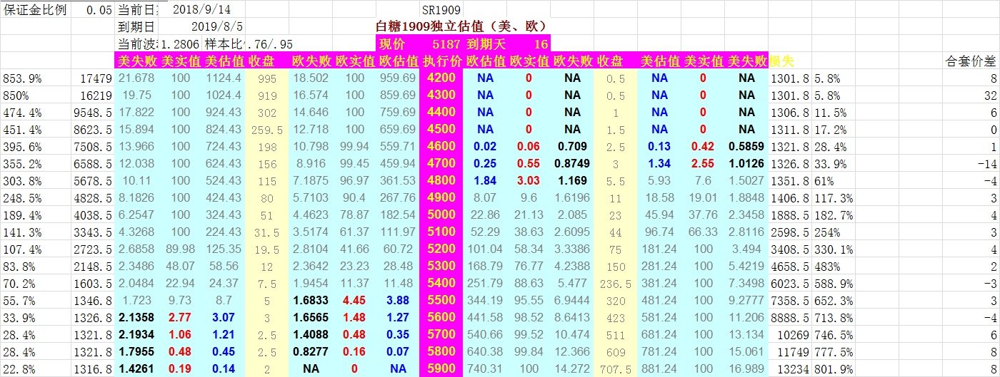 保证金比例 0.05 当前日 2018/9/14 SR1909
到期日 2019/8/5 白糖1909独立估值（美、欧）
当前波 1.2806 样本比 .76/.95 现价 5187 到期天 16
美失败 美实值 美估值 收盘 欧失败 欧实值 欧估值 执行价 欧估值 欧实值 欧失败 收盘 美估值 美实值 美失败 损失 合套价差
853.9% 17479 21.678 100 1124.4 995 18.502 100 959.69 4200 NA 0 NA 0.5 NA 0 NA 1301.8 5.8% 8
850% 16219 19.75 100 1024.4 919 16.574 100 859.69 4300 NA 0 NA 0.5 NA 0 NA 1301.8 5.8% 32
474.4% 9548.5 17.822 100 924.43 302 14.646 100 759.69 4400 NA 0 NA 1 NA 0 NA 1306.8 11.5% 6
451.4% 8623.5 15.894 100 824.43 259.5 12.718 100 659.69 4500 NA 0 NA 1.5 NA 0 NA 1311.8 17.2% 0
395.6% 7508.5 13.966 100 724.43 198 10.798 99.94 559.71 4600 0.02 0.06 0.709 2.5 0.13 0.42 0.5859 1321.8 28.4% 1
355.2% 6588.5 12.038 100 624.43 156 8.916 99.45 459.94 4700 0.25 0.55 0.8749 3 1.34 2.55 1.0126 1326.8 33.9% -14
303.8% 5678.5 10.11 100 524.43 115 7.1875 96.97 361.53 4800 1.84 3.03 1.169 5.5 5.93 7.6 1.5027 1351.8 61% -4
248.5% 4828.5 8.1826 100 424.43 80 5.7103 90.4 267.76 4900 8.07 9.6 1.6196 11 18.58 19.01 1.8848 1406.8 117.3% 3
189.4% 4038.5 6.2547 100 324.43 51 4.4623 78.87 182.54 5000 22.86 21.13 2.085 23 45.94 37.76 2.3458 1888.5 182.7% 4
141.3% 3343.5 4.3268 100 224.43 31.5 3.5174 61.37 111.97 5100 52.29 38.63 2.6095 44 96.74 66.33 2.8116 2598.5 254% 3
107.4% 2723.5 2.6858 89.98 125.35 19.5 2.8104 41.66 60.72 5200 101.04 58.34 3.3386 75 181.24 100 3.494 3408.5 330.1% 4
83.8% 2148.5 2.3486 48.07 58.56 12 2.3642 23.23 28.48 5300 168.79 76.77 4.2388 150 281.24 100 5.4219 4658.5 483% 2
70.2% 1603.5 2.0484 22.94 24.37 7.5 1.9454 11.37 11.48 5400 251.79 88.63 5.477 236.5 381.24 100 7.3498 6023.5 588.9% -3
55.7% 1346.8 1.723 9.73 8.7 5 1.6833 4.45 3.88 5500 344.19 95.55 6.9444 320 481.24 100 9.2777 7358.5 652.3% 3
33.9% 1326.8 2.1358 2.77 3.07 3 1.6565 1.48 1.27 5600 441.58 98.52 8.6413 423 581.24 100 11.206 8888.5 713.8% -4
28.4% 1321.8 2.1934 1.06 1.21 2.5 1.4088 0.48 0.35 5700 540.66 99.52 10.474 511 681.24 100 13.134 10269 746.5% 6
28.4% 1321.8 1.7955 0.48 0.45 2.5 0.8277 0.16 0.07 5800 640.38 99.84 12.366 609 781.24 100 15.061 11749 777.5% 8
22.8% 1316.8 1.4261 0.19 0.14 2 NA 0 NA 5900 740.31 100 14.272 707.5 881.24 100 16.989 13234 801.9% 8